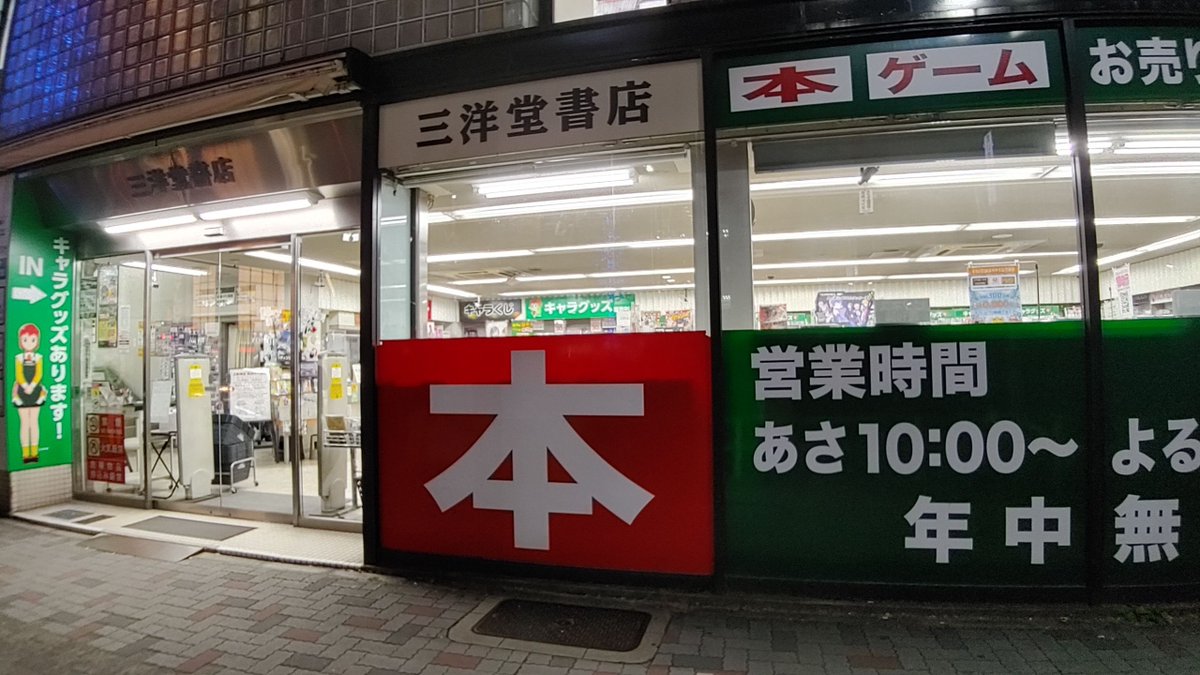 三洋堂書店
IN
キャラグッズあります!
三洋堂書店
キャラくじ
キャラグッズ
本
本 ゲーム お売り
営業時間
あさ10:00〜 よる
年中無